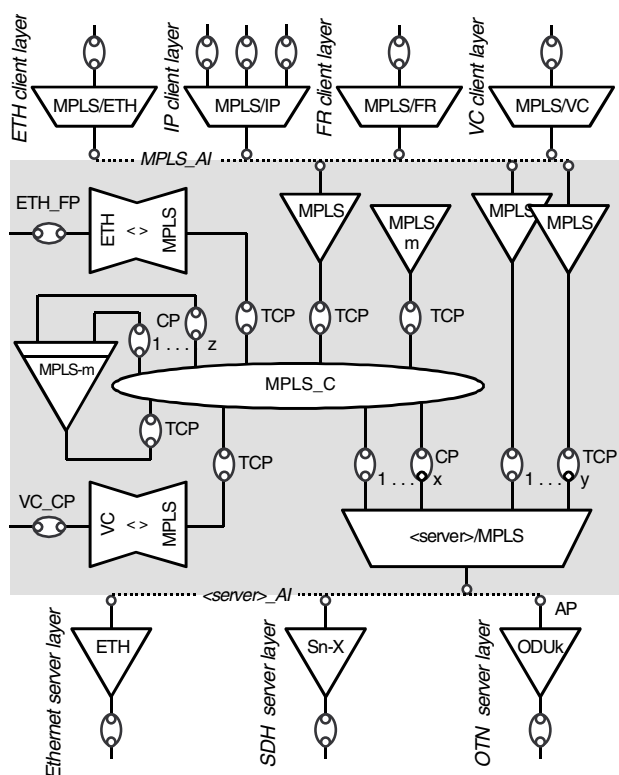 ETH client layer
IP client layer
FR client layer
VC client layer
MPLS/ETH
MPLS/IP
MPLS/FR
MPLS/VC
MPLS_AI
ETH_FP
ETH
< >
MPLS
MPLS
MPLS
m
MPLS
MPLS
TCP
TCP
TCP
CP
1 . . . z
MPLS-m
MPLS_C
TCP
TCP
CP
1 . . . x
TCP
1 . . . y
VC_CP
VC
< >
MPLS
<server>/MPLS
<server>_AI
AP
Ethernet server layer
ETH
SDH server layer
Sn-X
OTN server layer
ODUk